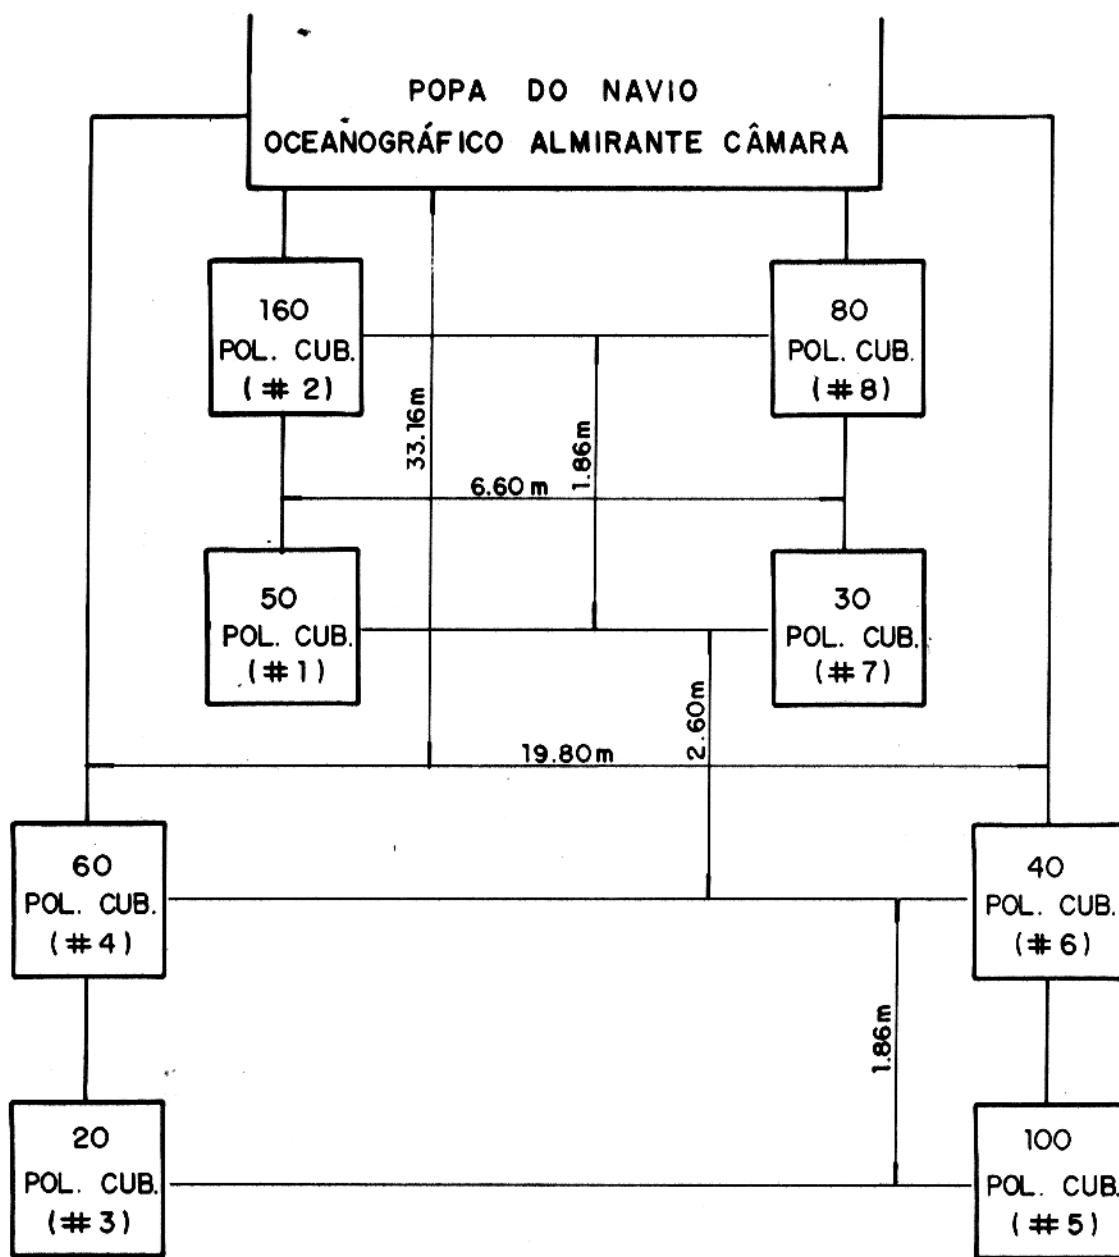 POPA DO NAVIO
OCEANOGRÁFICO ALMIRANTE CÂMARA
160
POL. CUB.
(#2)
80
POL. CUB.
(#8)
33.16m
1.86m
6.60 m
50
POL. CUB.
(#1)
30
POL. CUB.
(#7)
2.60m
19.80m
60
POL. CUB.
(#4)
40
POL. CUB.
(#6)
1.86m
20
POL. CUB.
(#3)
100
POL. CUB.
(#5)